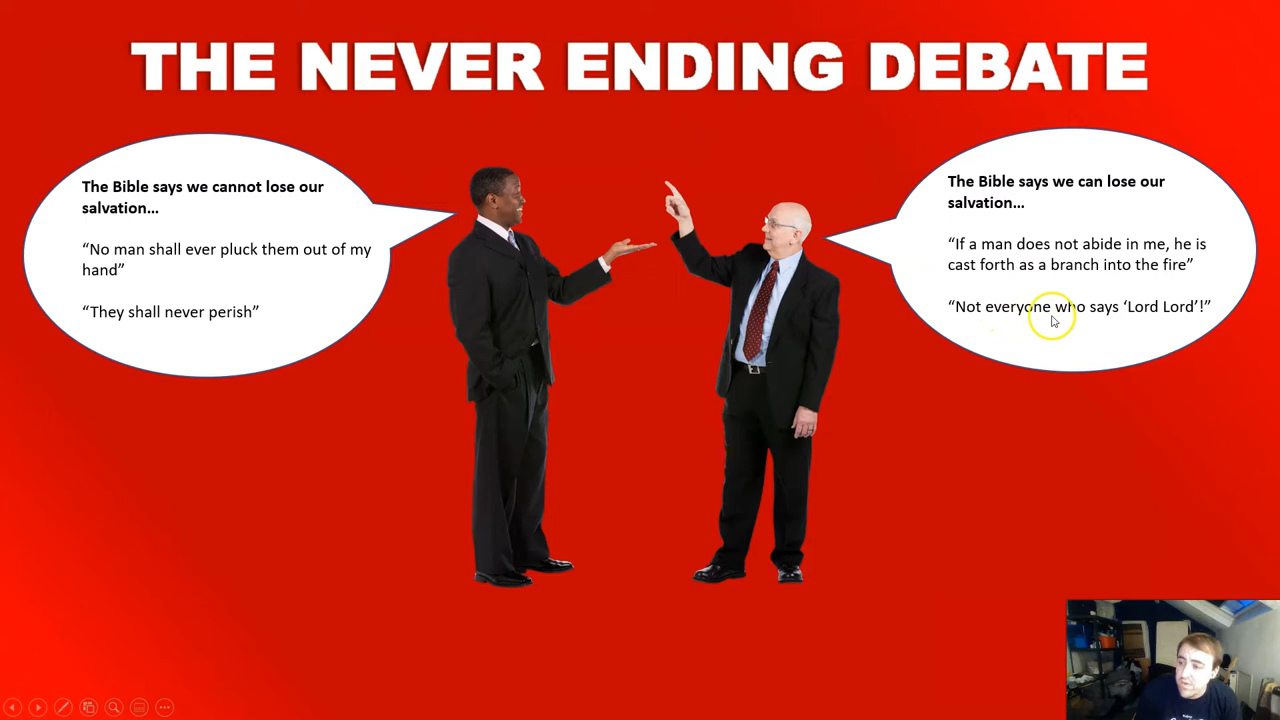 THE NEVER ENDING DEBATE
The Bible says we cannot lose our
salvation...
“No man shall ever pluck them out of my
hand”
“They shall never perish”
The Bible says we can lose our
salvation...
“If a man does not abide in me, he is
cast forth as a branch into the fire”
“Not everyone who says ‘Lord Lord’!”